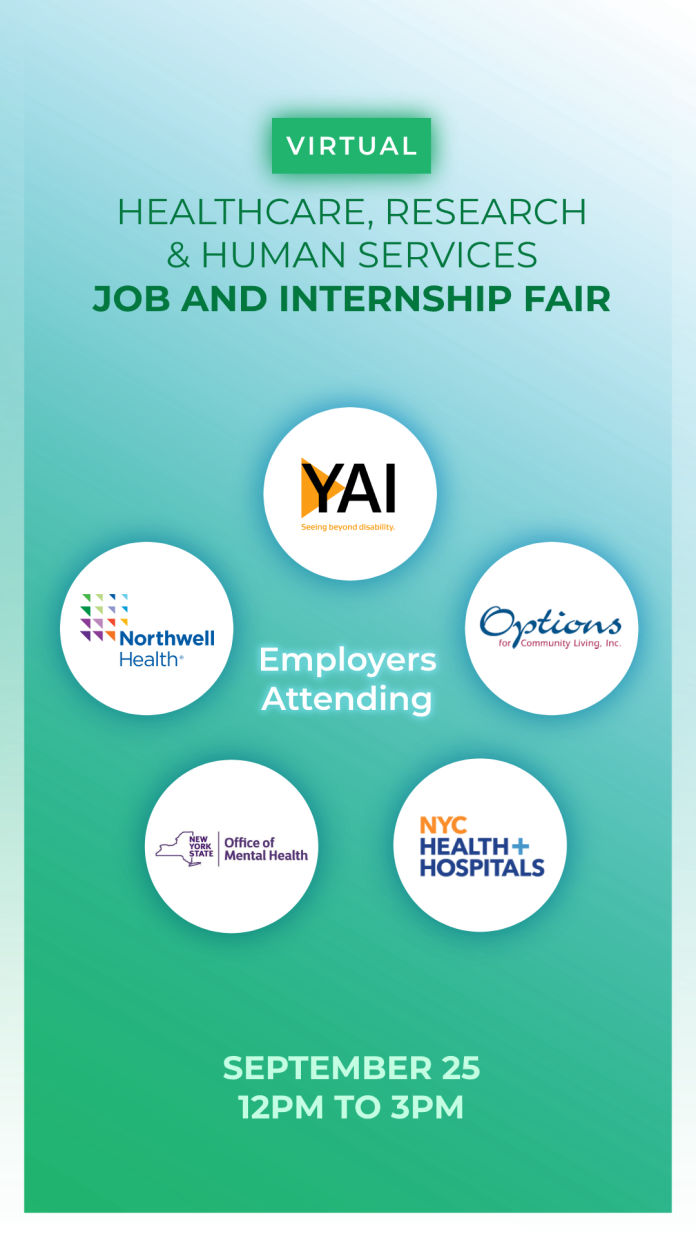 VIRTUAL
HEALTHCARE, RESEARCH
& HUMAN SERVICES
JOB AND INTERNSHIP FAIR
YAI
Seeing beyond disability.
Northwell
Health®
Options
for Community Living, Inc.
Employers
Attending
NEW
YORK
STATE
Office of
Mental Health
NYC
HEALTH+
HOSPITALS
SEPTEMBER 25
12PM TO 3PM